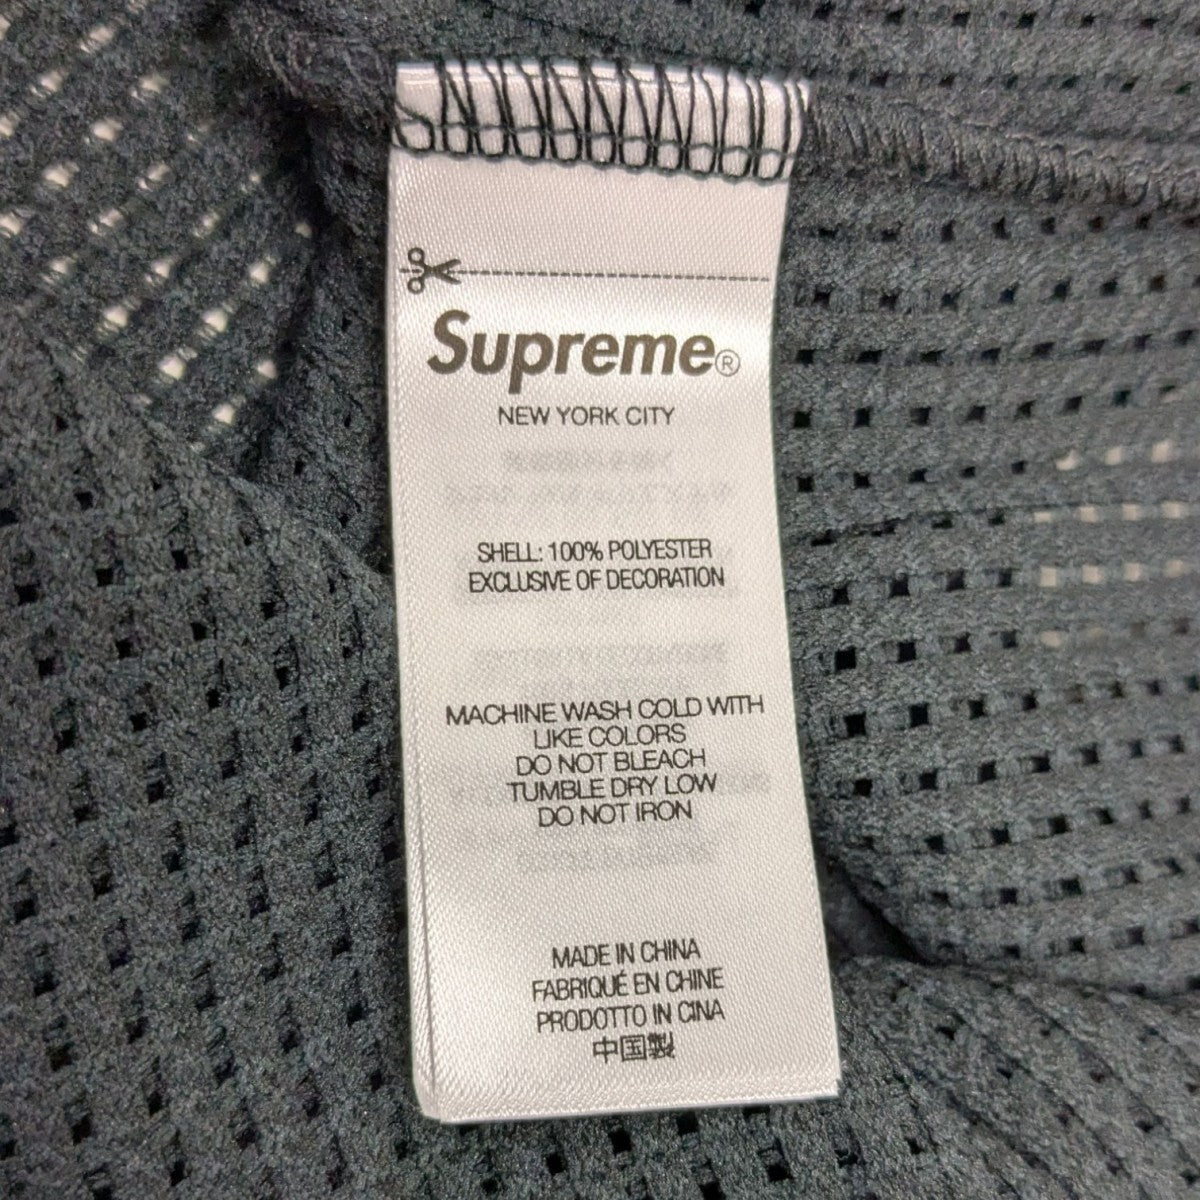 Supreme®
NEW YORK CITY
SHELL: 100% POLYESTER
EXCLUSIVE OF DECORATION
MACHINE WASH COLD WITH
LIKE COLORS
DO NOT BLEACH
TUMBLE DRY LOW
DO NOT IRON
MADE IN CHINA
FABRIQUÉ EN CHINE
PRODOTTO IN CINA
中国製